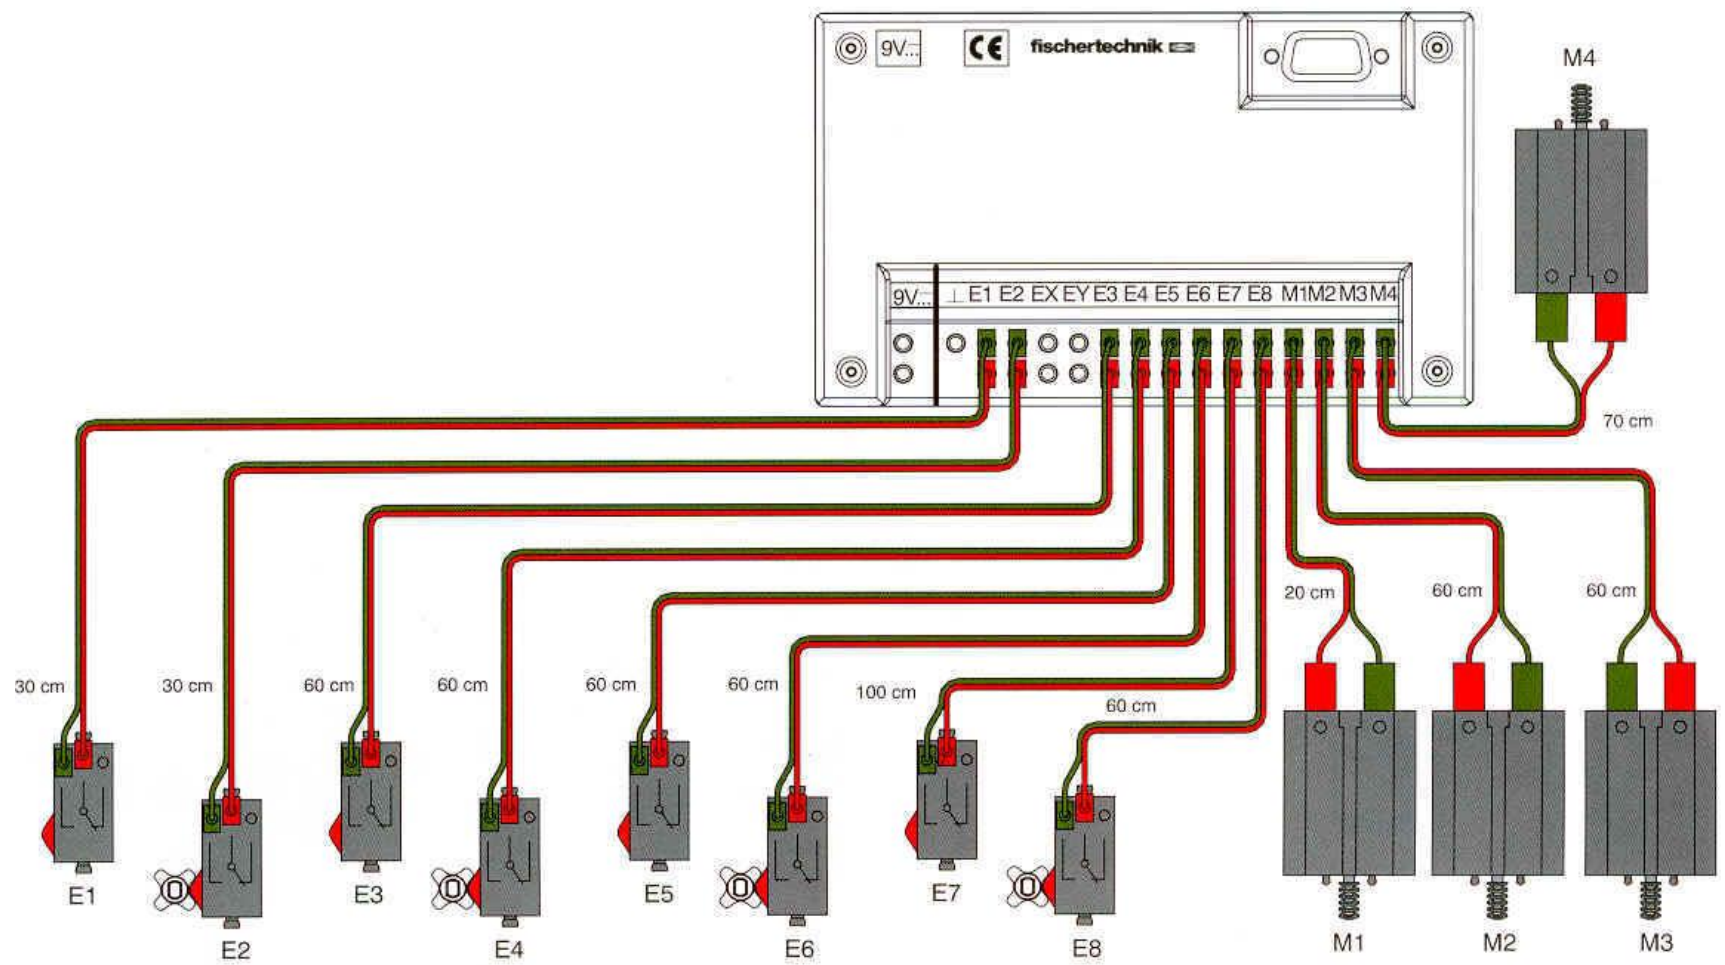 9V
CE
fischertechnik
M4
9V ⊥ E1 E2 EX EY E3 E4 E5 E6 E7 E8 M1 M2 M3 M4
70 cm
20 cm
60 cm
60 cm
30 cm
30 cm
60 cm
60 cm
60 cm
60 cm
100 cm
60 cm
E1
E2
E3
E4
E5
E6
E7
E8
M1
M2
M3